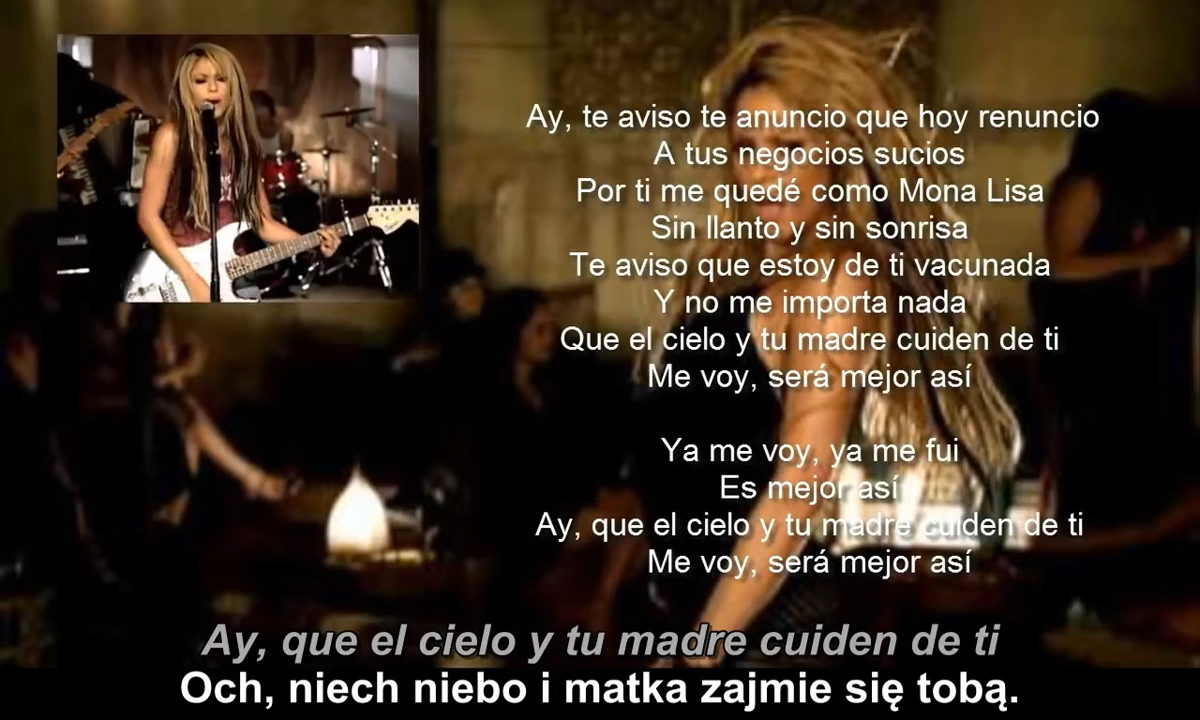 Ay, te aviso te anuncio que hoy renuncio
A tus negocios sucios
Por ti me quedé como Mona Lisa
Sin llanto y sin sonrisa
Te aviso que estoy de ti vacunada
Y no me importa nada
Que el cielo y tu madre cuiden de ti
Me voy, será mejor así
Ya me voy, ya me fui
Es mejor así
Ay, que el cielo y tu madre cuiden de ti
Me voy, será mejor así
Ay, que el cielo y tu madre cuiden de ti
Och, niech niebo i matka zajmie się tobą.